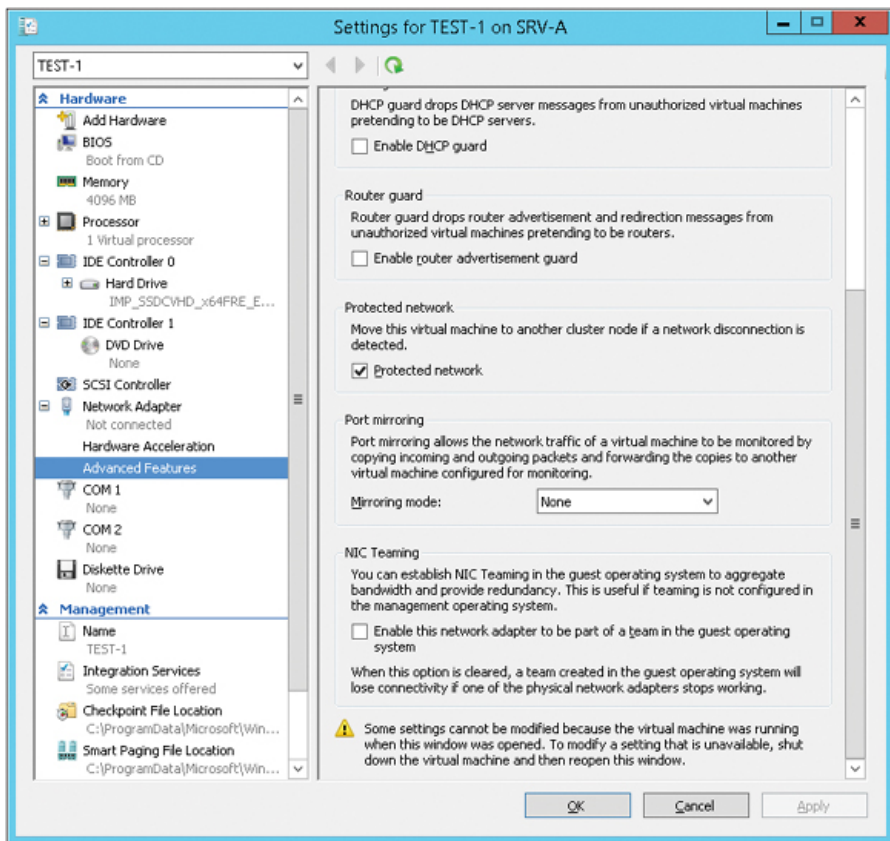 Settings for TEST-1 on SRV-A
TEST-1
Hardware
Add Hardware
BIOS
Boot from CD
Memory
4096 MB
Processor
1 Virtual processor
IDE Controller 0
Hard Drive
IMP_SSDCVHD_x64FRE_E...
IDE Controller 1
DVD Drive
None
SCSI Controller
Network Adapter
Not connected
Hardware Acceleration
Advanced Features
COM 1
None
COM 2
None
Diskette Drive
None
Management
Name
TEST-1
Integration Services
Some services offered
Checkpoint File Location
C:\ProgramData\Microsoft\Win...
Smart Paging File Location
C:\ProgramData\Microsoft\Win...
DHCP guard drops DHCP server messages from unauthorized virtual machines
pretending to be DHCP servers.
Enable DHCP guard
Router guard
Router guard drops router advertisement and redirection messages from
unauthorized virtual machines pretending to be routers.
Enable router advertisement guard
Protected network
Move this virtual machine to another cluster node if a network disconnection is
detected.
Protected network
Port mirroring
Port mirroring allows the network traffic of a virtual machine to be monitored by
copying incoming and outgoing packets and forwarding the copies to another
virtual machine configured for monitoring.
Mirroring mode: None
NIC Teaming
You can establish NIC Teaming in the guest operating system to aggregate
bandwidth and provide redundancy. This is useful if teaming is not configured in
the management operating system.
Enable this network adapter to be part of a team in the guest operating
system
When this option is cleared, a team created in the guest operating system will
lose connectivity if one of the physical network adapters stops working.
Some settings cannot be modified because the virtual machine was running
when this window was opened. To modify a setting that is unavailable, shut
down the virtual machine and then reopen this window.
OK Cancel Apply